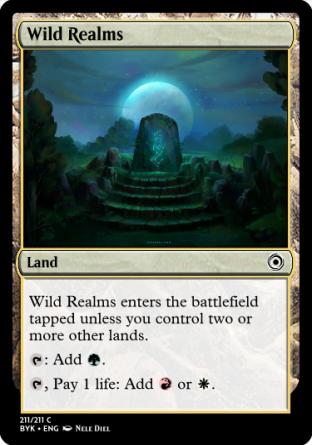 Wild Realms
Land
Wild Realms enters the battlefield
tapped unless you control two or
more other lands.
: Add .
, Pay 1 life: Add or .
211/211 C
BYK • ENG Nele Diel